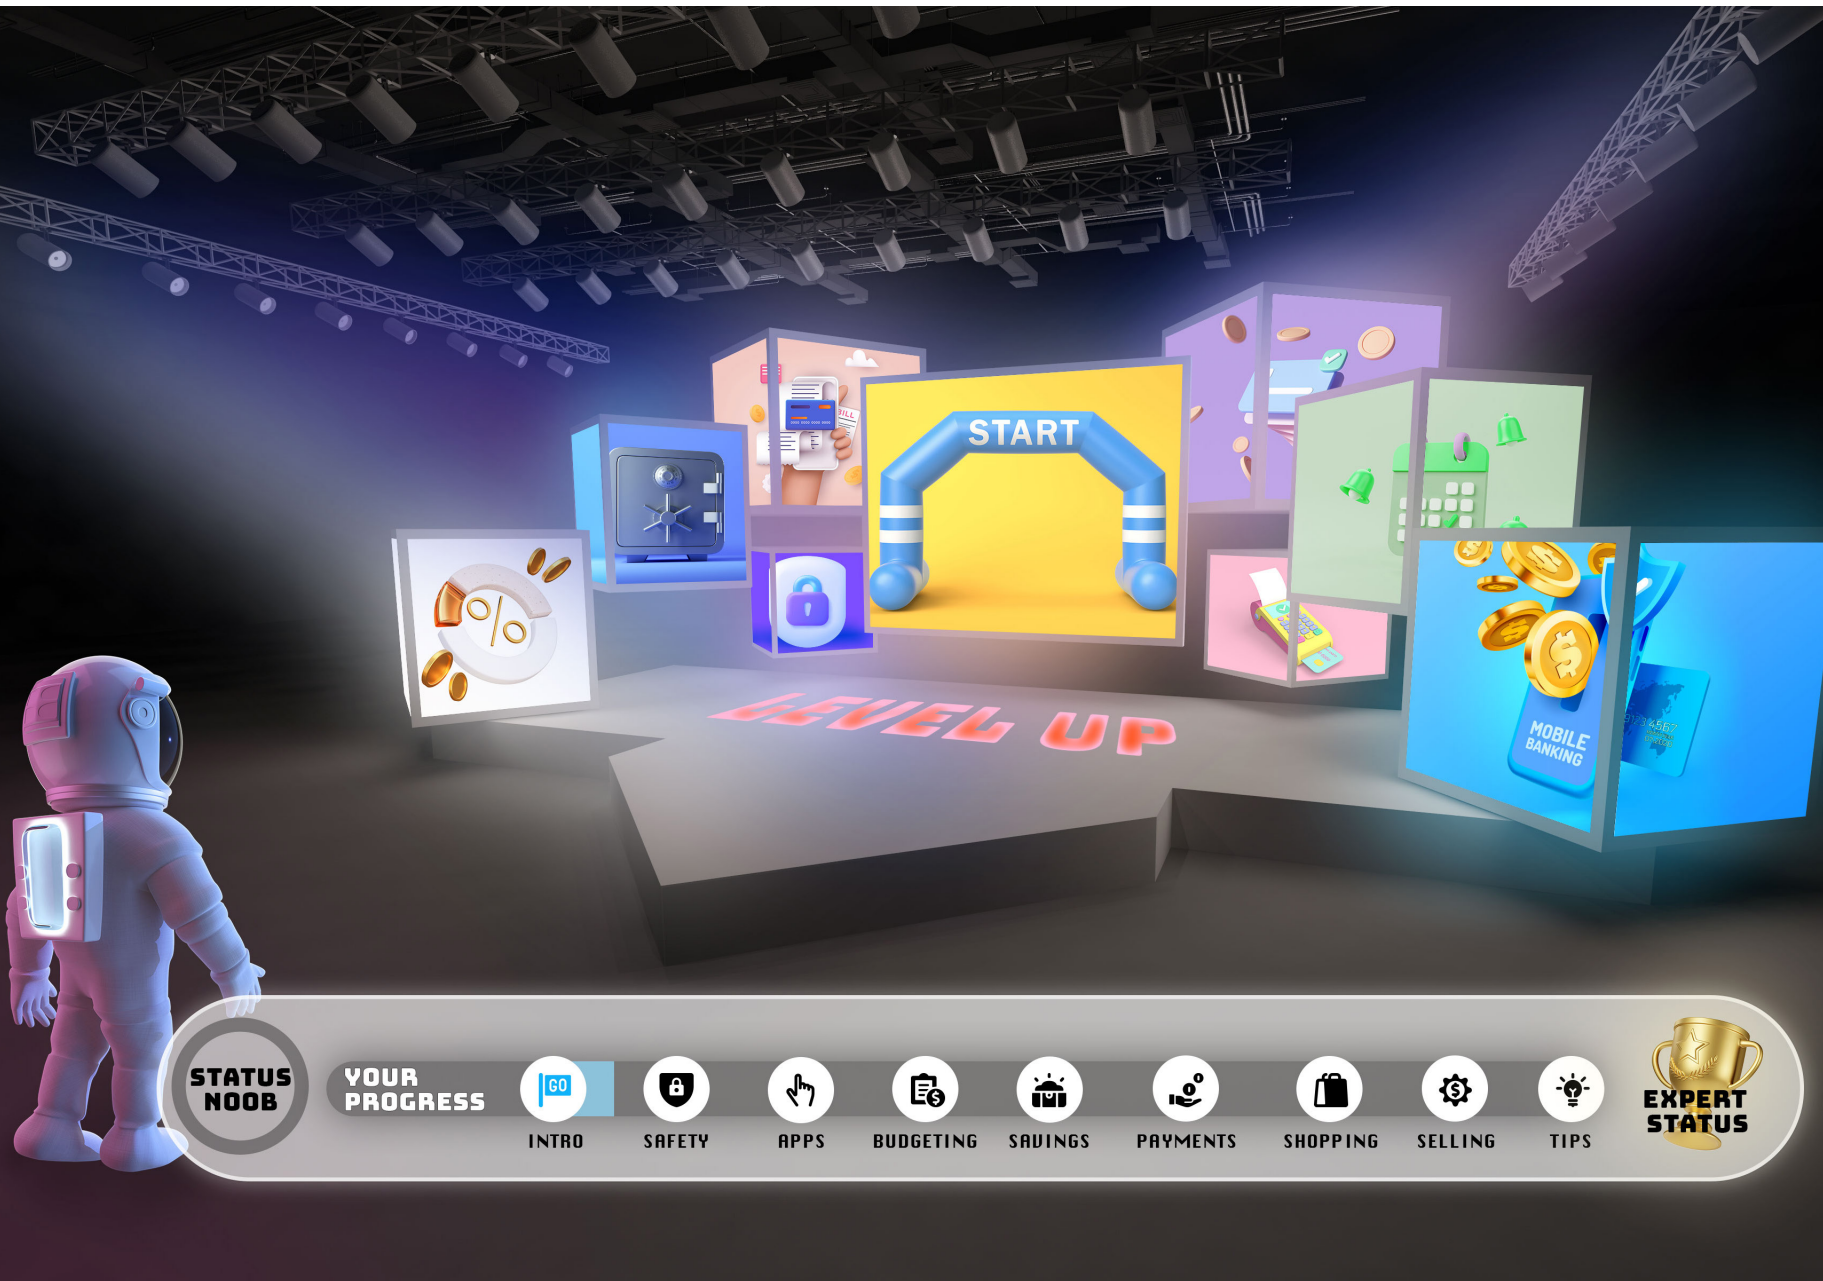 BILL
START
LEVEL UP
MOBILE
BANKING
STATUS
NOOB
YOUR
PROGRESS
GO
INTRO
SAFETY
APPS
BUDGETING
SAVINGS
PAYMENTS
SHOPPING
SELLING
TIPS
EXPERT
STATUS